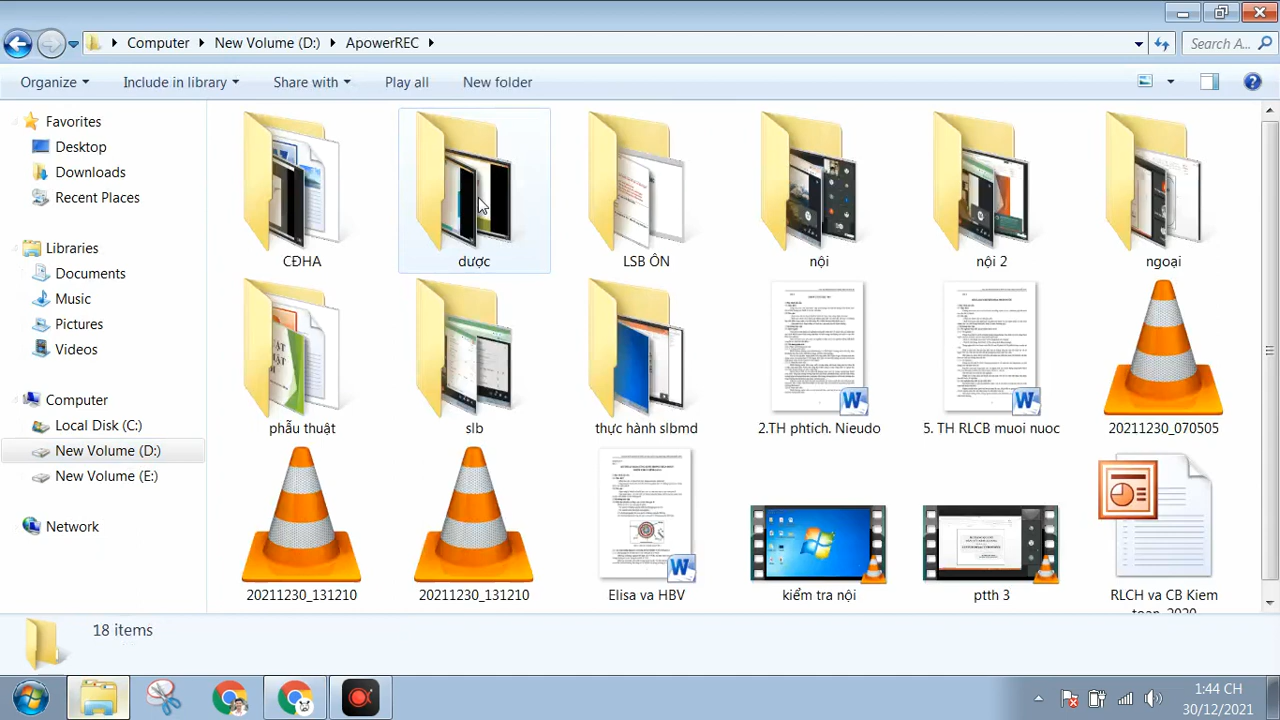 Computer
New Volume (D:)
ApowerREC
Search A...
Organize
Include in library
Share with
Play all
New folder
Favorites
Desktop
Downloads
Recent Places
Libraries
Documents
Music
Pictures
Videos
Computer
Local Disk (C:)
New Volume (D:)
New Volume (E:)
Network
CĐHA
dược
LSB ÔN
nội
nội 2
ngoại
phẫu thuật
slb
thực hành slbmd
2.TH phtich. Nieudo
5. TH RLCB muoi nuoc
20211230_070505
20211230_131210
20211230_131210
Elisa va HBV
kiểm tra nội
ptth 3
RLCH va CB Kiem
toan_2020
18 items
1:44 CH
30/12/2021